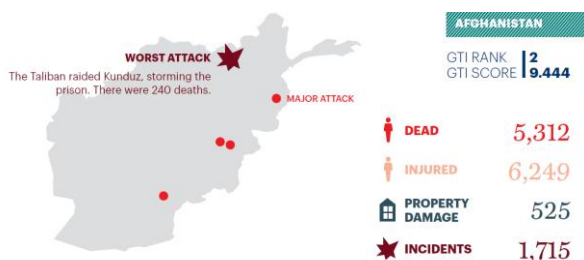 AFGHANISTAN
GTI RANK 2
GTI SCORE 9.444
WORST ATTACK
The Taliban raided Kunduz, storming the
prison. There were 240 deaths.
MAJOR ATTACK
DEAD 5,312
INJURED 6,249
PROPERTY
DAMAGE 525
INCIDENTS 1,715